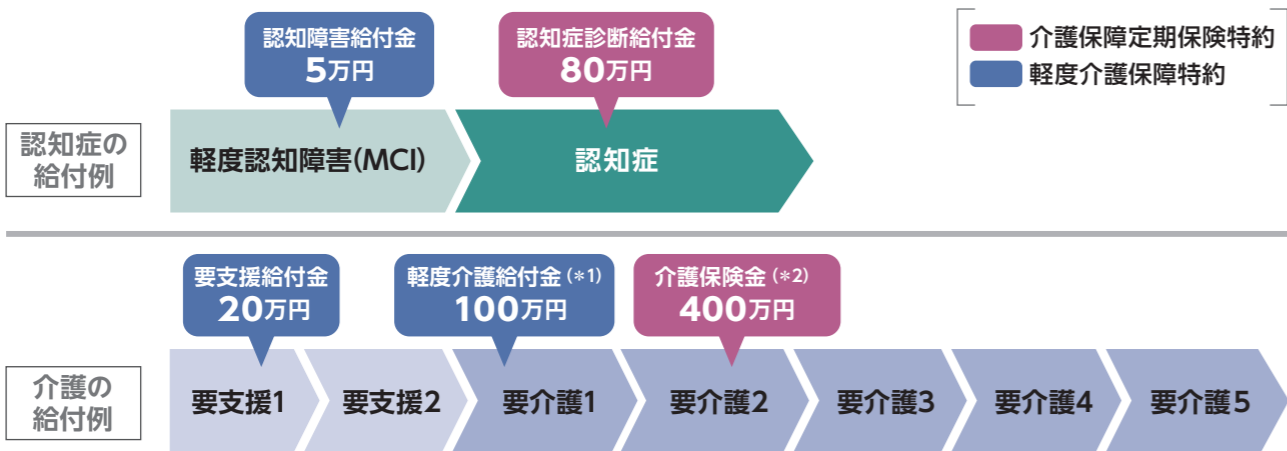 認知障害給付金
5万円
認知症診断給付金
80万円
介護保障定期保険特約
軽度介護保障特約
認知症の
給付例
軽度認知障害(MCI)
認知症
要支援給付金
20万円
軽度介護給付金(*1)
100万円
介護保険金(*2)
400万円
介護の
給付例
要支援1
要支援2
要介護1
要介護2
要介護3
要介護4
要介護5